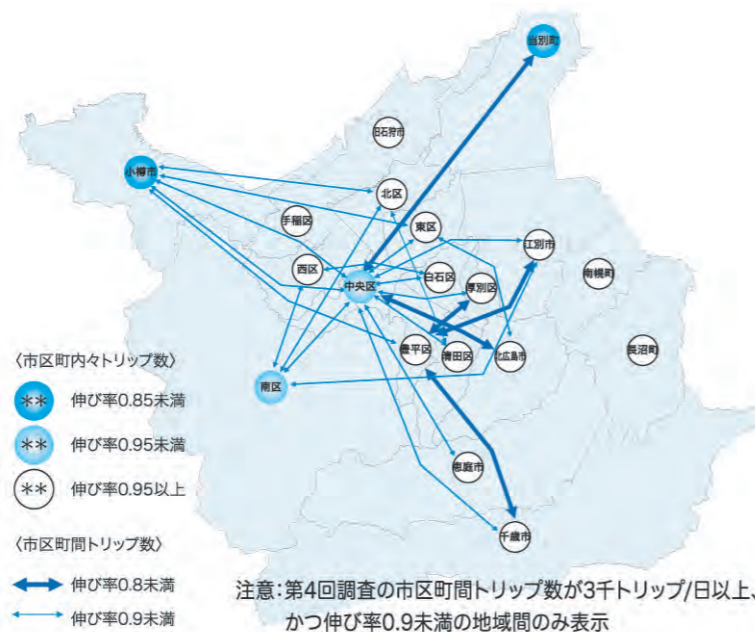 当別町
旧石狩市
小樽市
北区
手稲区
東区
江別市
西区
白石区
南幌町
中央区
厚別区
豊平区
清田区
北広島市
長沼町
南区
恵庭市
千歳市
〈市区町内々トリップ数〉
** 伸び率0.85未満
** 伸び率0.95未満
** 伸び率0.95以上
〈市区町間トリップ数〉
伸び率0.8未満
伸び率0.9未満
注意:第4回調査の市区町間トリップ数が3千トリップ/日以上、
かつ伸び率0.9未満の地域間のみ表示